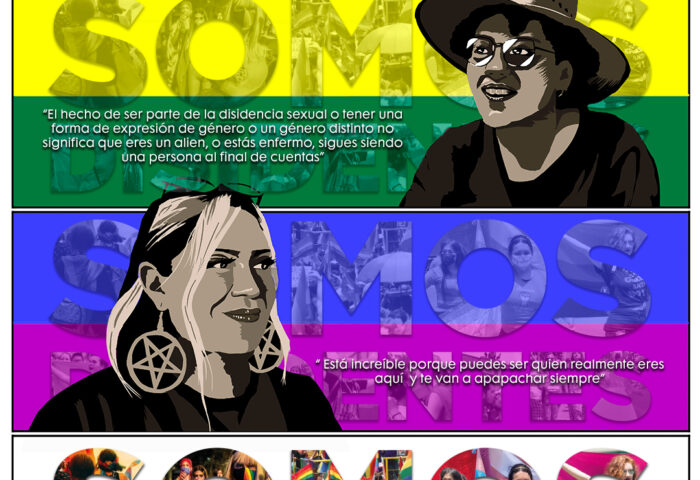 SOMOS
"El hecho de ser parte de la disidencia sexual o tener una
forma de expresión de género o un género distinto no
significa que eres un alien, o estás enfermo, sigues siendo
una persona al final de cuentas"
DISIDENTES
SOMOS
" Está increíble porque puedes ser quien realmente eres
aquí y te van a apapachar siempre"
DISIDENTES
SOMOS